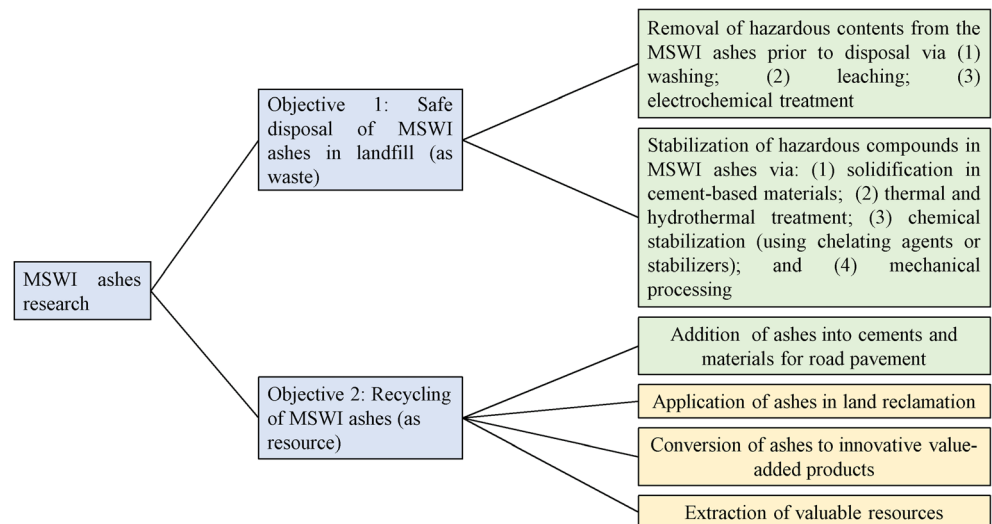 MSWI ashes
research
Objective 1: Safe
disposal of MSWI
ashes in landfill (as
waste)
Objective 2: Recycling
of MSWI ashes (as
resource)
Removal of hazardous contents from the
MSWI ashes prior to disposal via (1)
washing; (2) leaching; (3)
electrochemical treatment
Stabilization of hazardous compounds in
MSWI ashes via: (1) solidification in
cement-based materials; (2) thermal and
hydrothermal treatment; (3) chemical
stabilization (using chelating agents or
stabilizers); and (4) mechanical
processing
Addition of ashes into cements and
materials for road pavement
Application of ashes in land reclamation
Conversion of ashes to innovative value-
added products
Extraction of valuable resources